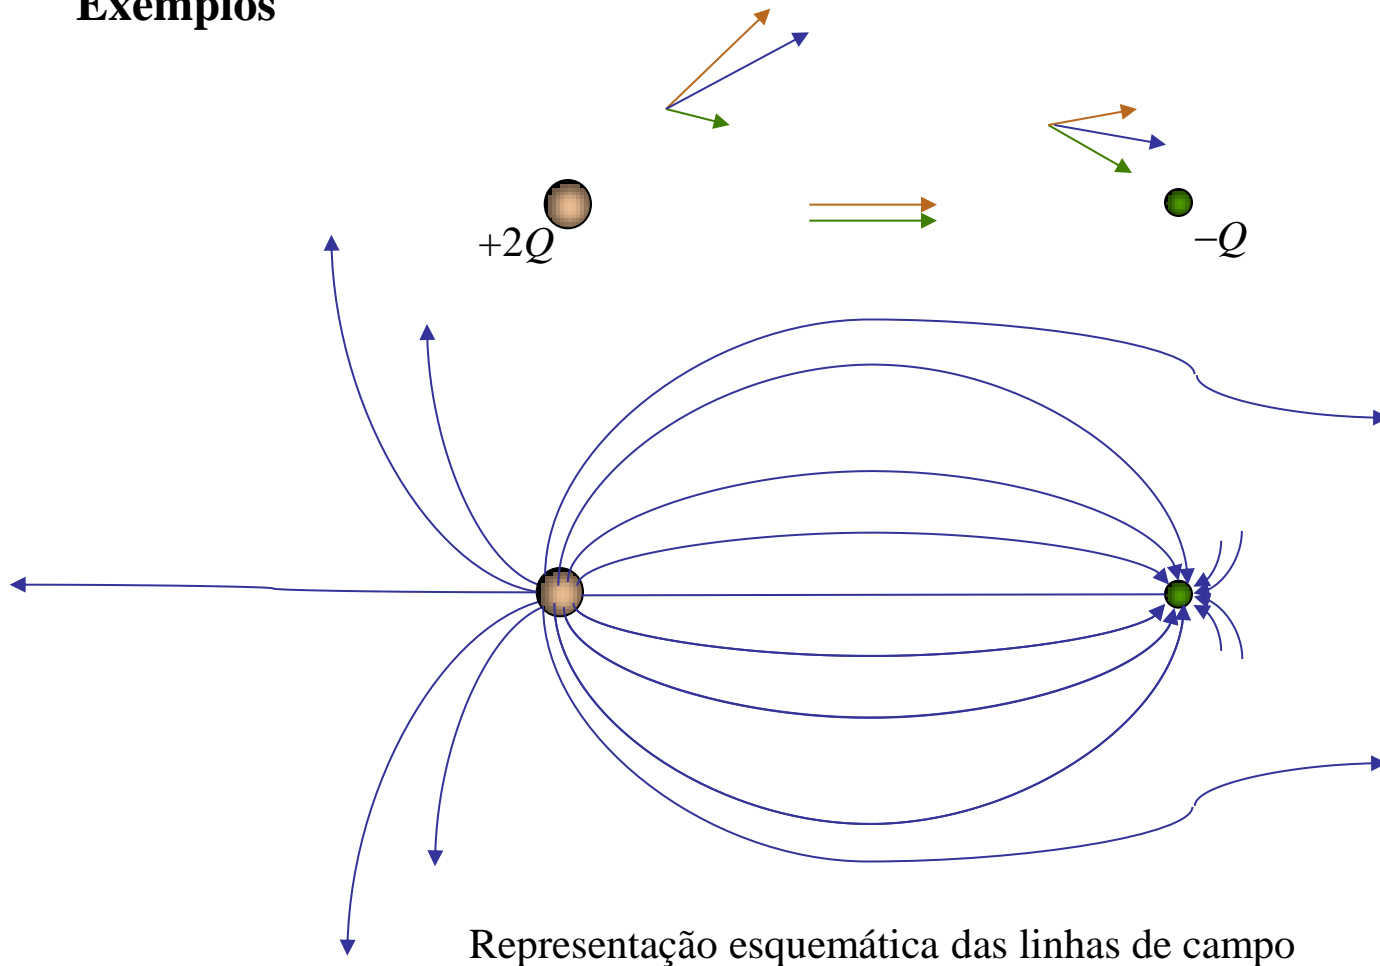 Exemplos
+2Q
–Q
Representação esquemática das linhas de campo